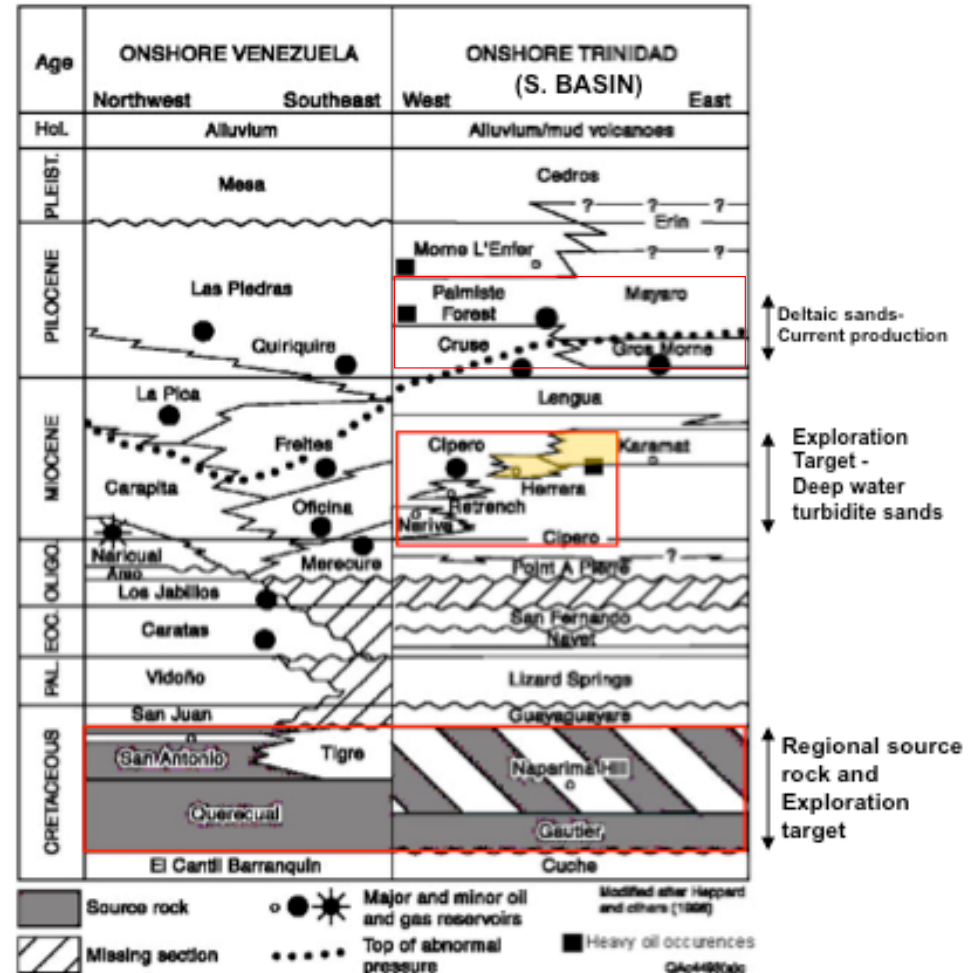 Age
ONSHORE VENEZUELA
Northwest Southeast
ONSHORE TRINIDAD
(S. BASIN)
West East
Hol.
Alluvium
Alluvium/mud volcanoes
PLEIST.
Mesa
Cedros
? ? ?
Erin
PILOCENE
Morne L'Enfer
? ?
Las Piedras
Palmiste
Mayaro
Forest
Quiriquire
Cruse
Gros Morne
Deltaic sands-
Current production
MIOCENE
La Pica
Lengua
Freites
Cipero
Karamat
Carapita
Herrera
Oficina
Retrench
Nariva
Cipero
Exploration
Target -
Deep water
turbidite sands
OLIGO.
Naricual
Areo
Merecure
?
Point A Pierre
Los Jabillos
EOC.
Caratas
San Fernando
Navet
PAL.
Vidoño
Lizard Springs
CRETACEOUS
San Juan
Guayaguayare
San Antonio
Tigre
Naparima Hill
Querecual
Gautier
El Cantil Barranquin
Cuche
Regional source
rock and
Exploration
target
Source rock
Major and minor oil
and gas reservoirs
Modified after Heppard
and others (1998)
Missing section
Top of abnormal
pressure
Heavy oil occurences